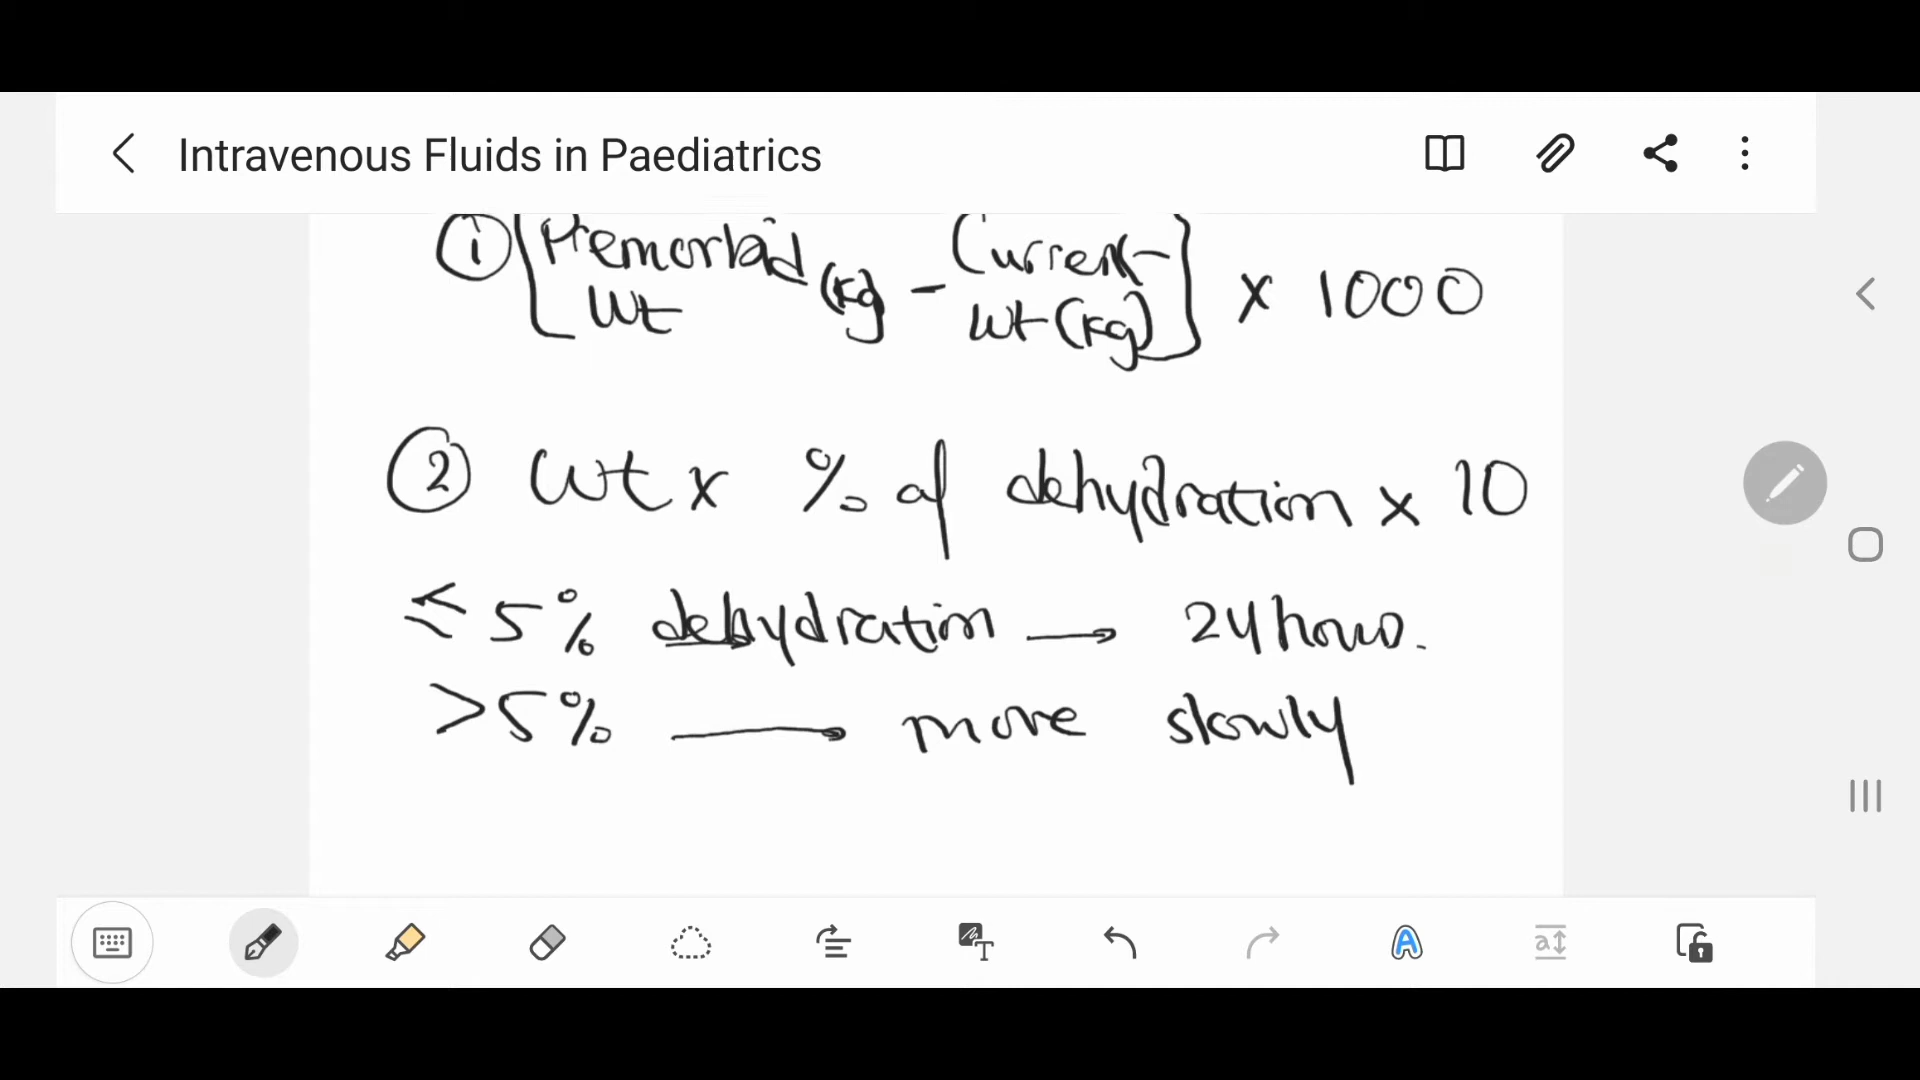 Intravenous Fluids in Paediatrics
① [Premorbid Wt (kg) - Current Wt (kg)] x 1000
② Wt x % of dehydration x 10
≤ 5% dehydration → 24 hours.
> 5% → more slowly